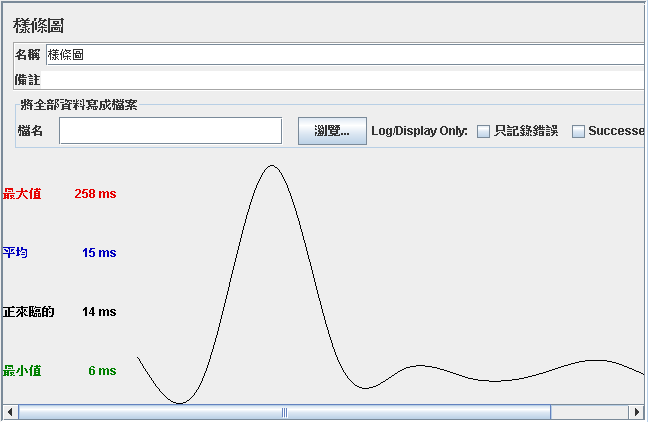 樣條圖
名稱 樣條圖
備註
將全部資料寫成檔案
檔名 瀏覽... Log/Display Only: 只記錄錯誤 Successe
最大值 258 ms
平均 15 ms
正來臨的 14 ms
最小值 6 ms